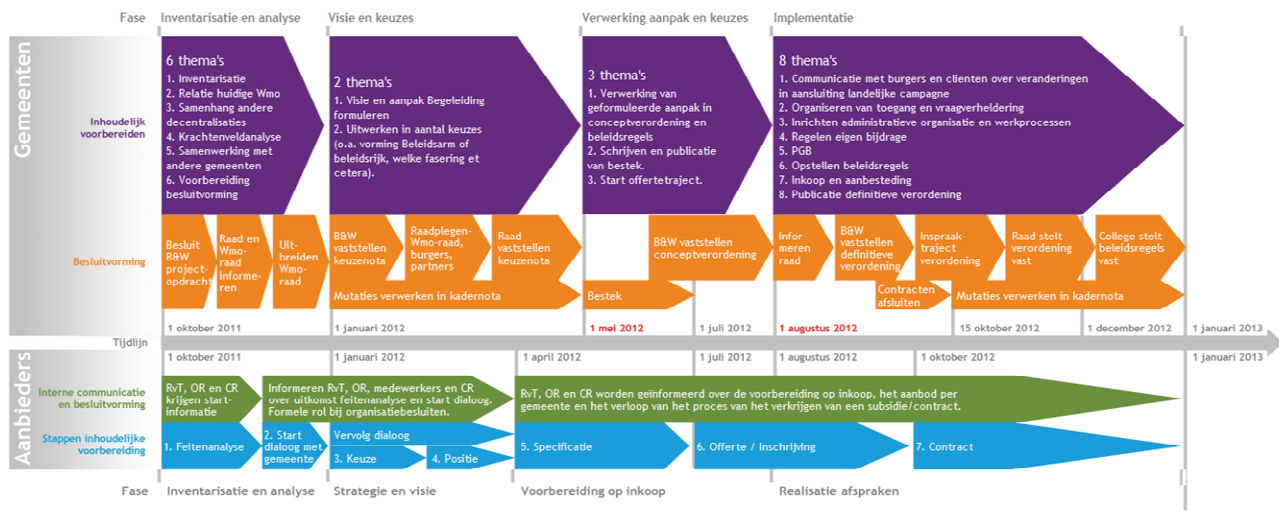 Fase
Inventarisatie en analyse
Visie en keuzes
Verwerking aanpak en keuzes
Implementatie
Gemeenten
Inhoudelijk
voorbereiden
6 thema's
1. Inventarisatie
2. Relatie huidige Wmo
3. Samenhang andere
decentralisaties
4. Krachtenveldanalyse
5. Samenwerking met
andere gemeenten
6. Voorbereiding
besluitvorming
2 thema's
1. Visie en aanpak Begeleiding
formuleren
2. Uitwerken in aantal keuzes
(o.a. vorming Beleidsarm of
beleidsrijk, welke fasering et
cetera).
3 thema's
1. Verwerking van
geformuleerde aanpak in
conceptverordening en
beleidsregels
2. Schrijven en publicatie
van bestek.
3. Start offertetraject.
8 thema's
1. Communicatie met burgers en clienten over veranderingen
in aansluiting landelijke campagne
2. Organiseren van toegang en vraagverheldering
3. Inrichten administratieve organisatie en werkprocessen
4. Regelen eigen bijdrage
5. PGB
6. Opstellen beleidsregels
7. Inkoop en aanbesteding
8. Publicatie definitieve verordening
Besluitvorming
Besluit
B&W
project-
opdracht
Raad en
Wmo-
raad
informe-
ren
Uit-
breiden
Wmo-
raad
B&W
vaststellen
keuzenota
Raadplegen-
Wmo-raad,
burgers,
partners
Raad
vaststellen
keuzenota
B&W vaststellen
conceptverordening
Infor-
meren
raad
B&W
vaststellen
definitieve
verordening
Inspraak-
traject
verordening
Raad stelt
verordening
vast
College stelt
beleidsregels
vast
Mutaties verwerken in kadernota
Bestek
Contracten
afsluiten
Mutaties verwerken in kadernota
1 oktober 2011
1 januari 2012
1 mei 2012
1 juli 2012
1 augustus 2012
15 oktober 2012
1 december 2012
1 januari 2013
Tijdlijn
1 oktober 2011
1 januari 2012
1 april 2012
1 juli 2012
1 augustus 2012
1 oktober 2012
1 januari 2013
Aanbieders
Interne communicatie
en besluitvorming
RvT, OR en CR
krijgen start-
informatie
Informeren RvT, OR, medewerkers en CR
over uitkomst feitenanalyse en start dialoog.
Formele rol bij organisatiebesluiten.
RvT, OR en CR worden geïnformeerd over de voorbereiding op inkoop, het aanbod per
gemeente en het verloop van het proces van het verkrijgen van een subsidie/contract.
Stappen inhoudelijke
voorbereiding
1. Feitenanalyse
2. Start
dialoog met
gemeente
Vervolg dialoog
3. Keuze
4. Positie
5. Specificatie
6. Offerte / Inschrijving
7. Contract
Fase
Inventarisatie en analyse
Strategie en visie
Voorbereiding op inkoop
Realisatie afspraken